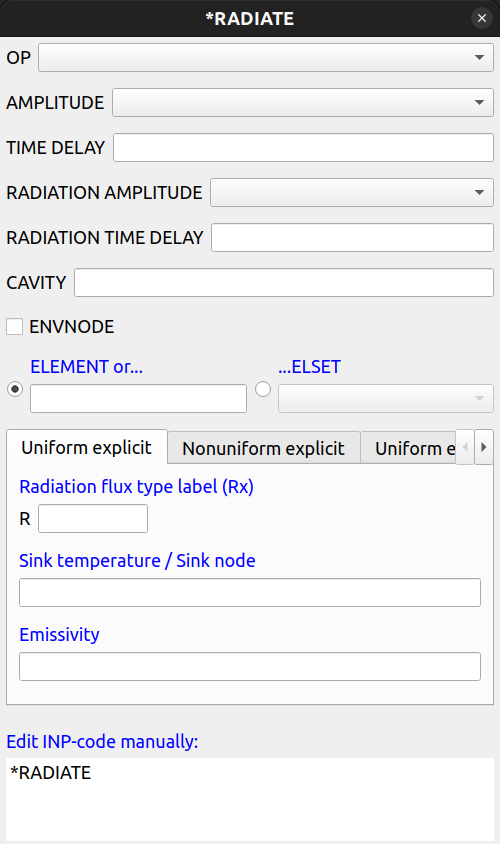 *RADIATE
OP
AMPLITUDE
TIME DELAY
RADIATION AMPLITUDE
RADIATION TIME DELAY
CAVITY
ENVNODE
ELEMENT or... ...ELSET
Uniform explicit Nonuniform explicit Uniform e
Radiation flux type label (Rx)
R
Sink temperature / Sink node
Emissivity
Edit INP-code manually:
*RADIATE